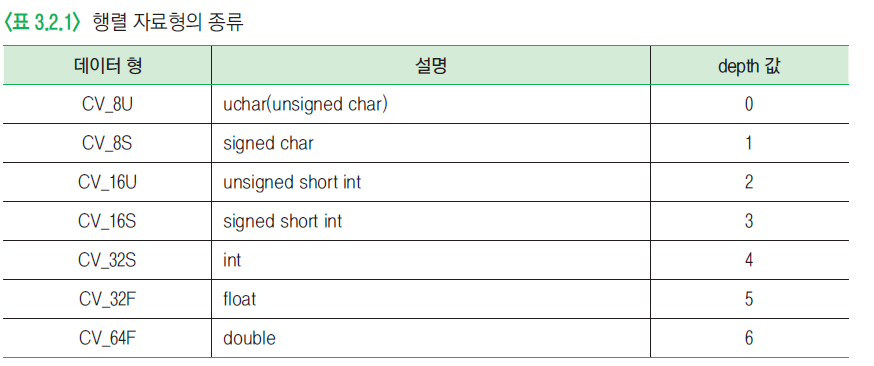 〈표 3.2.1〉 행렬 자료형의 종류
데이터 형 설명 depth 값
CV_8U uchar(unsigned char) 0
CV_8S signed char 1
CV_16U unsigned short int 2
CV_16S signed short int 3
CV_32S int 4
CV_32F float 5
CV_64F double 6